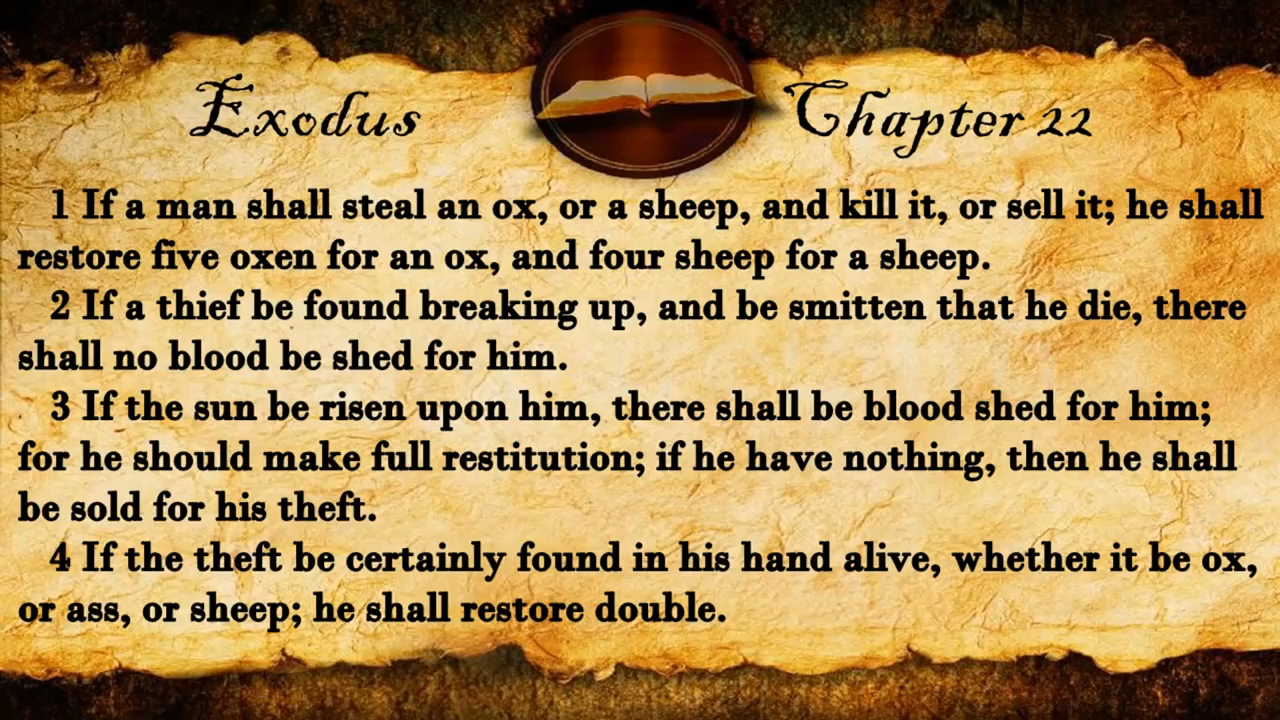 Exodus Chapter 22
1 If a man shall steal an ox, or a sheep, and kill it, or sell it; he shall
restore five oxen for an ox, and four sheep for a sheep.
2 If a thief be found breaking up, and be smitten that he die, there
shall no blood be shed for him.
3 If the sun be risen upon him, there shall be blood shed for him;
for he should make full restitution; if he have nothing, then he shall
be sold for his theft.
4 If the theft be certainly found in his hand alive, whether it be ox,
or ass, or sheep; he shall restore double.